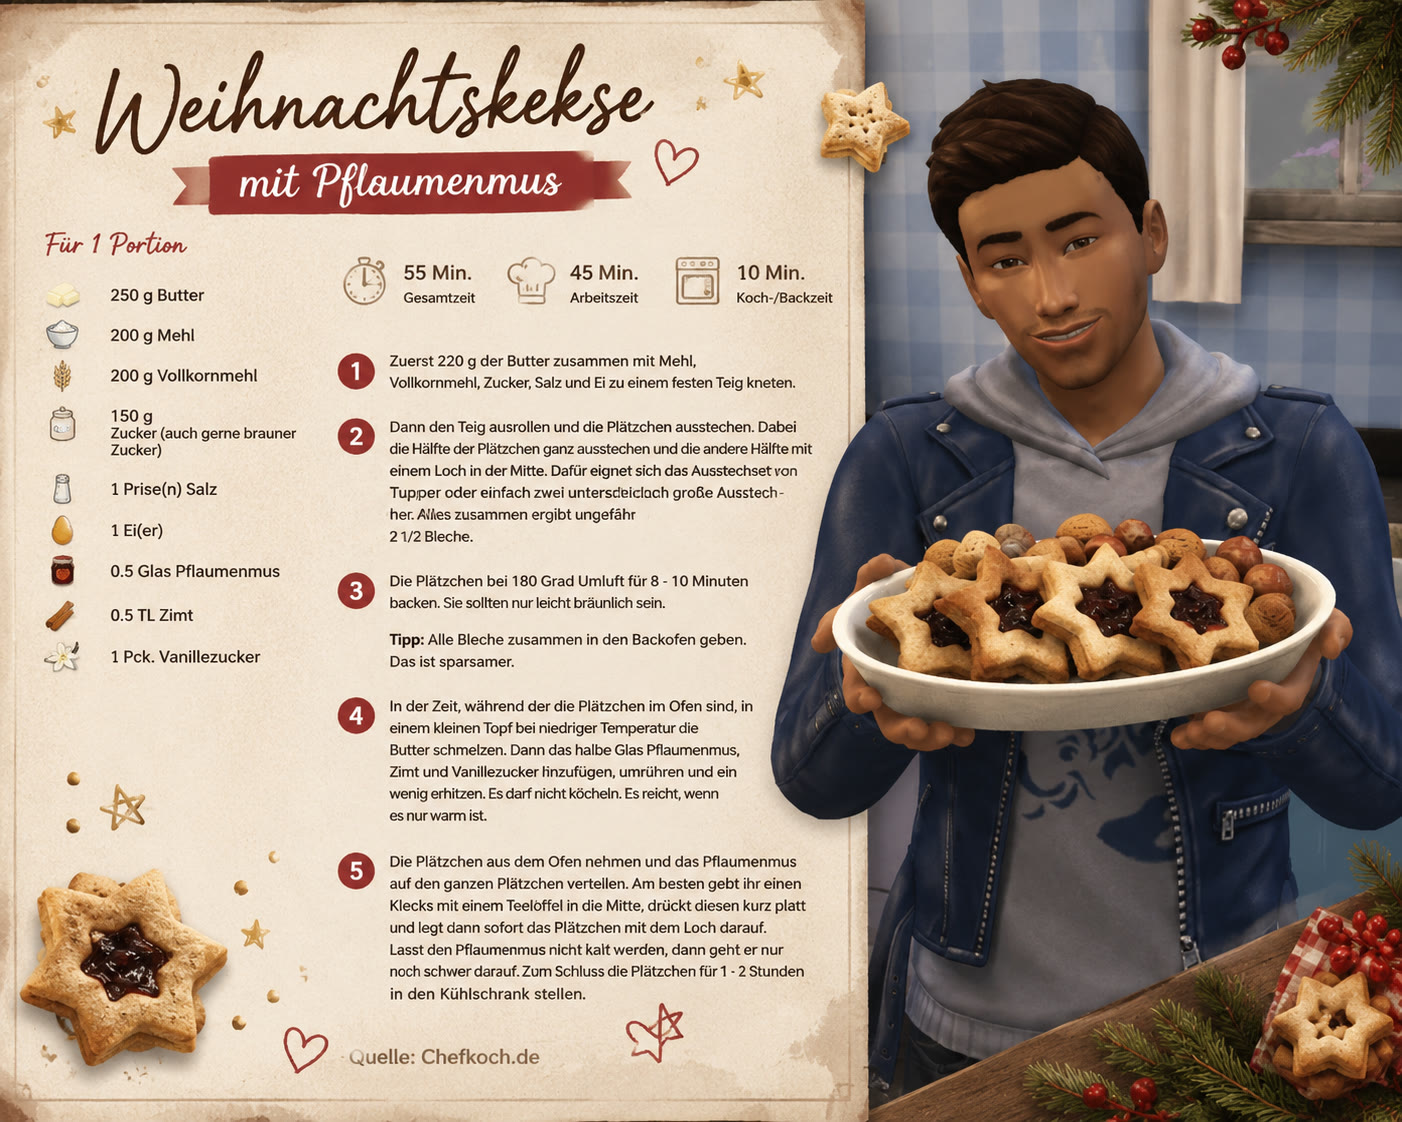 Weihnachtskekse
mit Pflaumenmus
Für 1 Portion
250 g Butter
200 g Mehl
200 g Vollkornmehl
150 g
Zucker (auch gerne brauner
Zucker)
1 Prise(n) Salz
1 Ei(er)
0.5 Glas Pflaumenmus
0.5 TL Zimt
1 Pck. Vanillezucker
55 Min.
Gesamtzeit
45 Min.
Arbeitszeit
10 Min.
Koch-/Backzeit
1
Zuerst 220 g der Butter zusammen mit Mehl,
Vollkornmehl, Zucker, Salz und Ei zu einem festen Teig kneten.
2
Dann den Teig ausrollen und die Plätzchen ausstechen. Dabei
die Hälfte der Plätzchen ganz ausstechen und die andere Hälfte mit
einem Loch in der Mitte. Dafür eignet sich das Ausstechset von
Tupper oder einfach zwei große Ausstech-
her. Alles zusammen ergibt ungefähr
2 1/2 Bleche.
3
Die Plätzchen bei 180 Grad Umluft für 8 - 10 Minuten
backen. Sie sollten nur leicht bräunlich sein.
Tipp: Alle Bleche zusammen in den Backofen geben.
Das ist sparsamer.
4
In der Zeit, während der die Plätzchen im Ofen sind, in
einem kleinen Topf bei niedriger Temperatur die
Butter schmelzen. Dann das halbe Glas Pflaumenmus,
Zimt und Vanillezucker hinzufügen, umrühren und ein
wenig erhitzen. Es darf nicht köcheln. Es reicht, wenn
es nur warm ist.
5
Die Plätzchen aus dem Ofen nehmen und das Pflaumenmus
auf den ganzen Plätzchen vertellen. Am besten gebt ihr einen
Klecks mit einem Teelöffel in die Mitte, drückt diesen kurz platt
und legt dann sofort das Plätzchen mit dem Loch darauf.
Lasst den Pflaumenmus nicht kalt werden, dann geht er nur
noch schwer darauf. Zum Schluss die Plätzchen für 1 - 2 Stunden
in den Kühlschrank stellen.
Quelle: Chefkoch.de